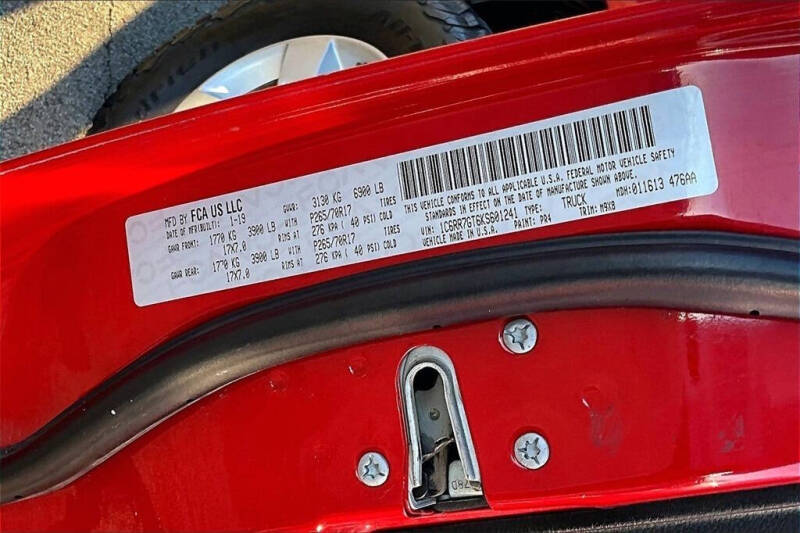 MFD BY FCA US LLC
DATE OF MFR(BUILT): 1-19 GVWR: 3130 KG 6900 LB
GAWR FRONT: 1770 KG 3900 LB WITH P265/70R17 TIRES
17X7.0 RIMS AT 276 KPA ( 40 PSI) COLD
GAWR REAR: 1770 KG 3900 LB WITH P265/70R17 TIRES
17X7.0 RIMS AT 276 KPA ( 40 PSI) COLD
THIS VEHICLE CONFORMS TO ALL APPLICABLE U.S.A. FEDERAL MOTOR VEHICLE SAFETY
STANDARDS IN EFFECT ON THE DATE OF MANUFACTURE SHOWN ABOVE.
VIN: 1C6RR7GT6KS601241 TYPE: TRUCK MDH: 011613 476AA
PAINT: PR4 TRIM: M9X8